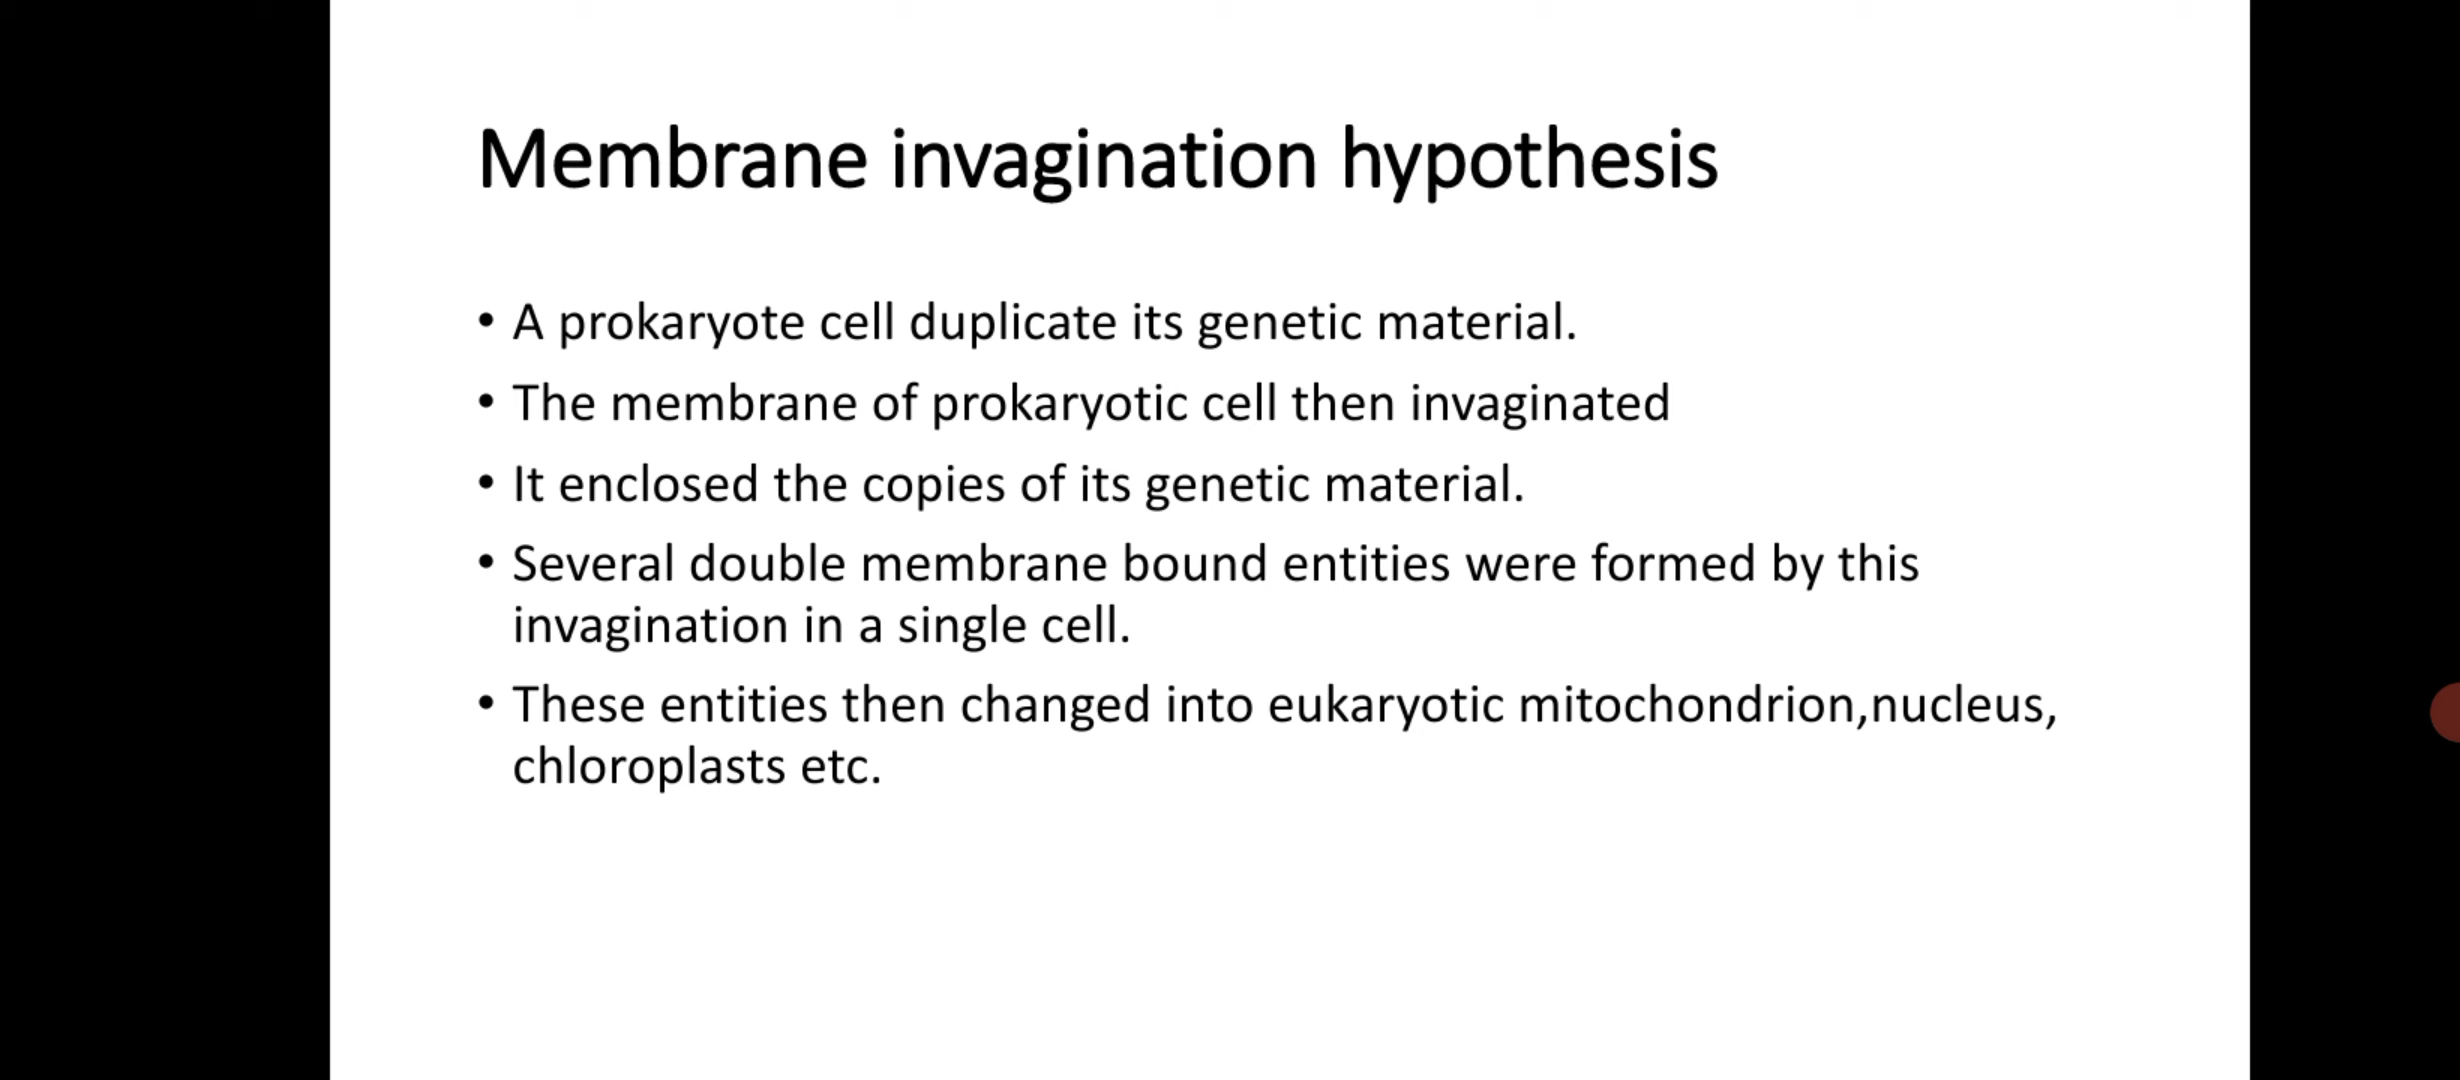 Membrane invagination hypothesis
• A prokaryote cell duplicate its genetic material.
• The membrane of prokaryotic cell then invaginated
• It enclosed the copies of its genetic material.
• Several double membrane bound entities were formed by this
invagination in a single cell.
• These entities then changed into eukaryotic mitochondrion,nucleus,
chloroplasts etc.